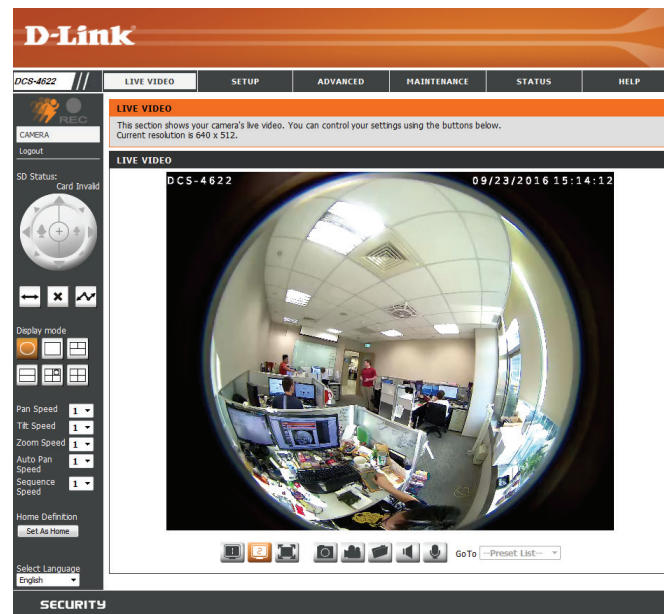 D-Link
DCS-4622
LIVE VIDEO
SETUP
ADVANCED
MAINTENANCE
STATUS
HELP
REC
CAMERA
Logout
SD Status:
Card Invalid
Display mode
Pan Speed 1
Tilt Speed 1
Zoom Speed 1
Auto Pan
Speed 1
Sequence
Speed 1
Home Definition
Set As Home
Select Language
English
LIVE VIDEO
This section shows your camera's live video. You can control your settings using the buttons below.
Current resolution is 640 x 512.
LIVE VIDEO
DCS-4622 09/23/2016 15:14:12
1
2
GoTo --Preset List--
SECURITY